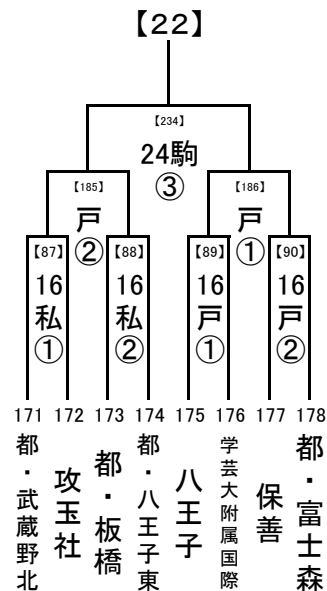 【22】
【234】
24駒
③
【185】
戸
②
【186】
戸
①
【87】
16
私
①
【88】
16
私
②
【89】
16
戸
①
【90】
16
戸
②
171 172 173 174 175 176 177 178
都・武蔵野北
攻玉社
都・板橋
都・八王子東
八王子
学芸大附属国際
保善
都・富士森